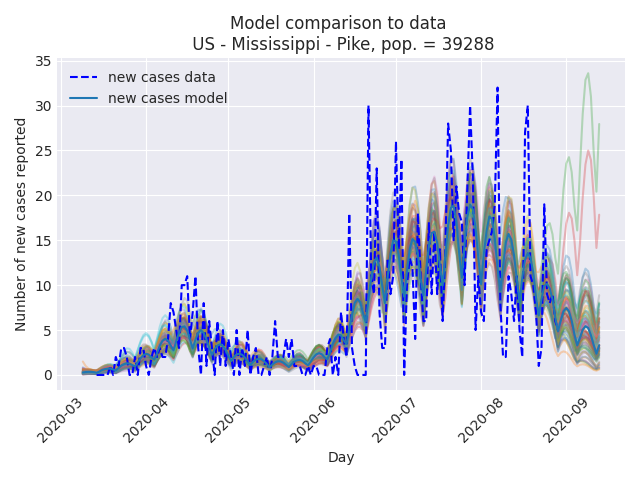 Model comparison to data
US - Mississippi - Pike, pop. = 39288
new cases data
new cases model
Number of new cases reported
35
30
25
20
15
10
5
0
2020-03
2020-04
2020-05
2020-06
2020-07
2020-08
2020-09
Day